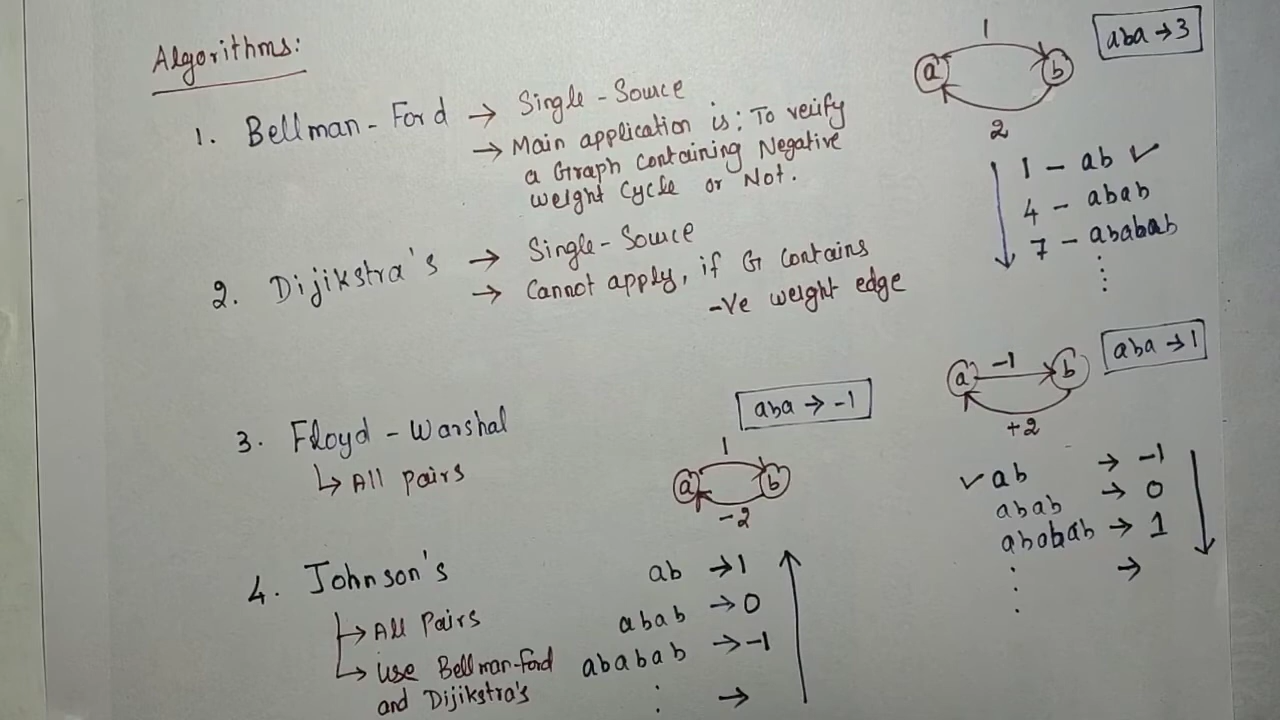 Algorithms:
1. Bellman-Ford → Single-Source
→ Main application is: To verify
a Graph containing Negative
weight cycle or Not.
2. Dijikstra's → Single-Source
→ Cannot apply, if G contains
-Ve weight edge
3. Floyd-Warshal
↳ All Pairs
4. Johnson's
↳ All Pairs
↳ Use Bellman-Ford
and Dijikstra's
1
a b
2
aba → 3
1 - ab ✓
4 - abab
7 - ababab
-1
a b
+2
aba → 1
✓ ab → -1
abab → 0
ababab → 1
→
aba → -1
1
a b
-2
ab → 1
abab → 0
ababab → -1
→